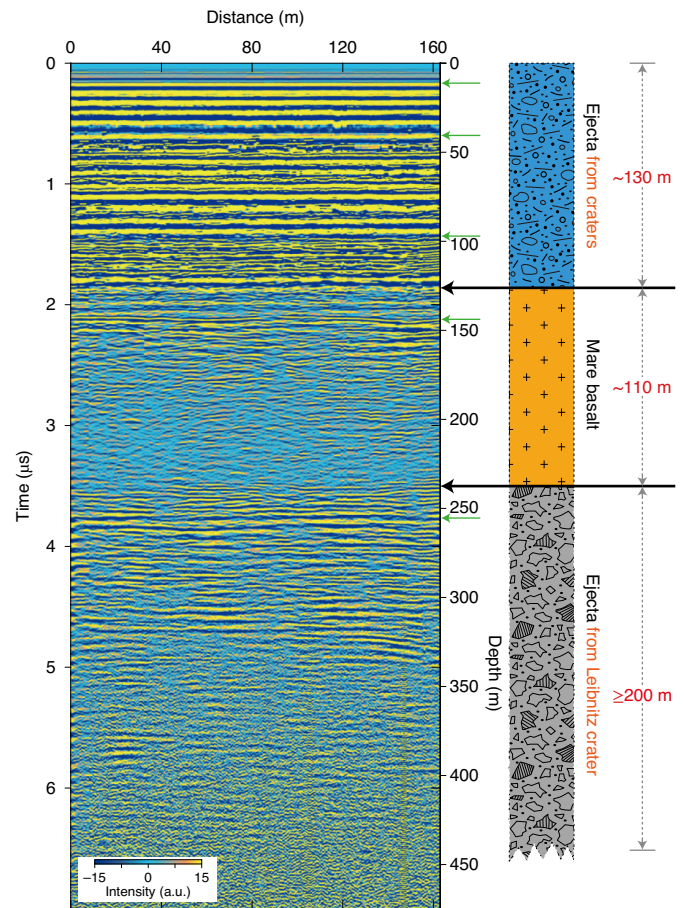 Distance (m)
0 40 80 120 160
0
1
2
3
4
5
6
Time (μs)
0
50
100
150
200
250
300
350
400
450
Depth (m)
−15 0 15
Intensity (a.u.)
Ejecta from craters
~130 m
Mare basalt
~110 m
Ejecta from Leibnitz crater
≥200 m